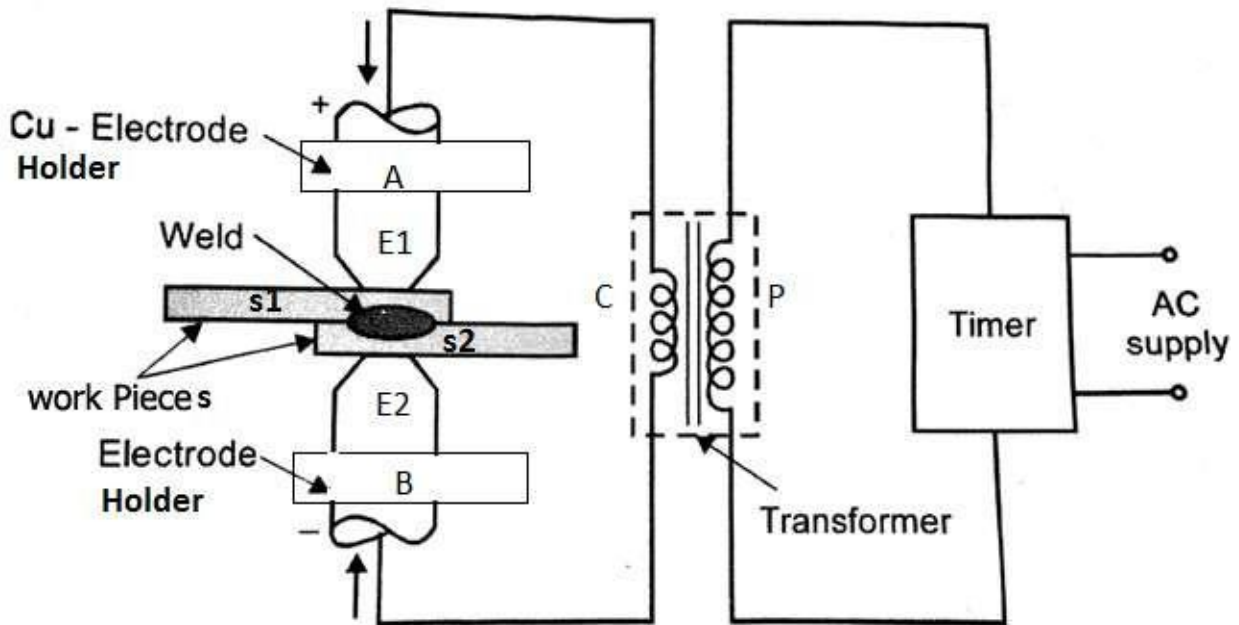 +
Cu - Electrode
Holder
A
Weld
E1
s1
s2
work Pieces
E2
Electrode
Holder
B
–
C
P
Transformer
Timer
AC
supply